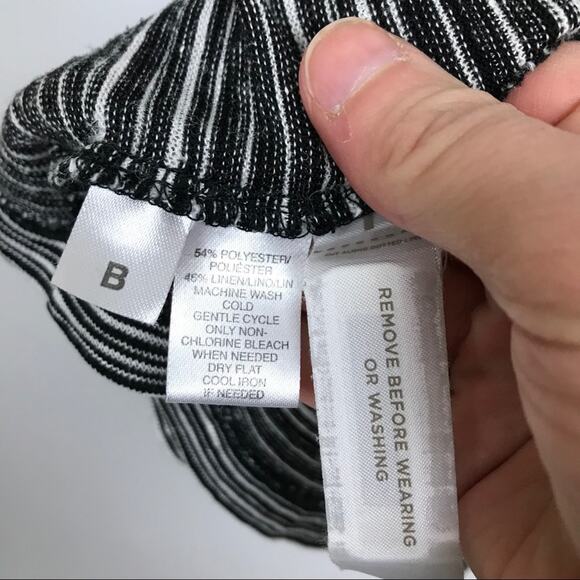 B
54% POLYESTER/
POLIÉSTER
46% LINEN/LINO/LIN
MACHINE WASH
COLD
GENTLE CYCLE
ONLY NON-
CHLORINE BLEACH
WHEN NEEDED
DRY FLAT
COOL IRON
IF NEEDED
REMOVE BEFORE WEARING
OR WASHING